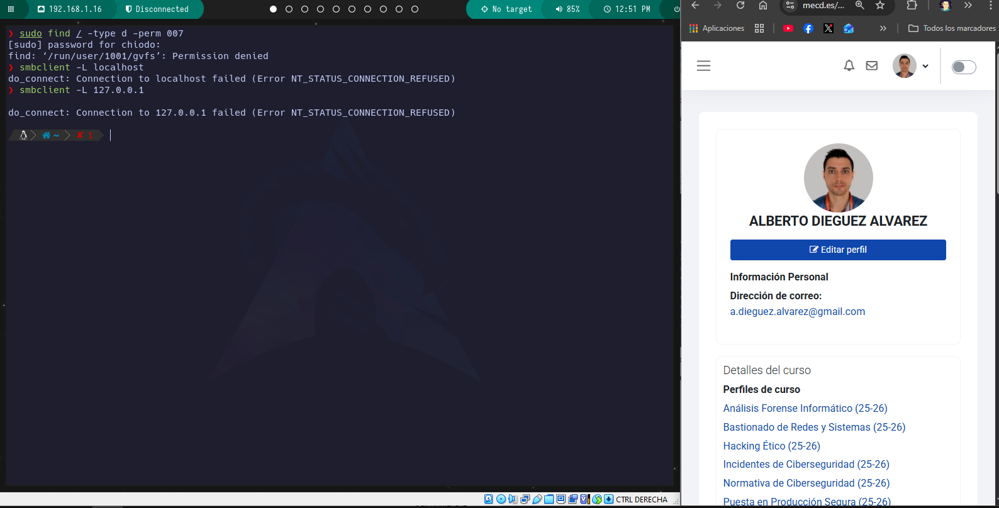 192.168.1.16
Disconnected
No target
85%
12:51 PM
❯ sudo find / -type d -perm 007
[sudo] password for chiodo:
find: ‘/run/user/1001/gvfs’: Permission denied
❯ smbclient -L localhost
do_connect: Connection to localhost failed (Error NT_STATUS_CONNECTION_REFUSED)
❯ smbclient -L 127.0.0.1
do_connect: Connection to 127.0.0.1 failed (Error NT_STATUS_CONNECTION_REFUSED)
~ ✘ 1
CTRL DERECHA
mecd.es/...
Aplicaciones
Todos los marcadores
ALBERTO DIEGUEZ ALVAREZ
Editar perfil
Información Personal
Dirección de correo:
a.dieguez.alvarez@gmail.com
Detalles del curso
Perfiles de curso
Análisis Forense Informático (25-26)
Bastionado de Redes y Sistemas (25-26)
Hacking Ético (25-26)
Incidentes de Ciberseguridad (25-26)
Normativa de Ciberseguridad (25-26)
Puesta en Producción Segura (25-26)